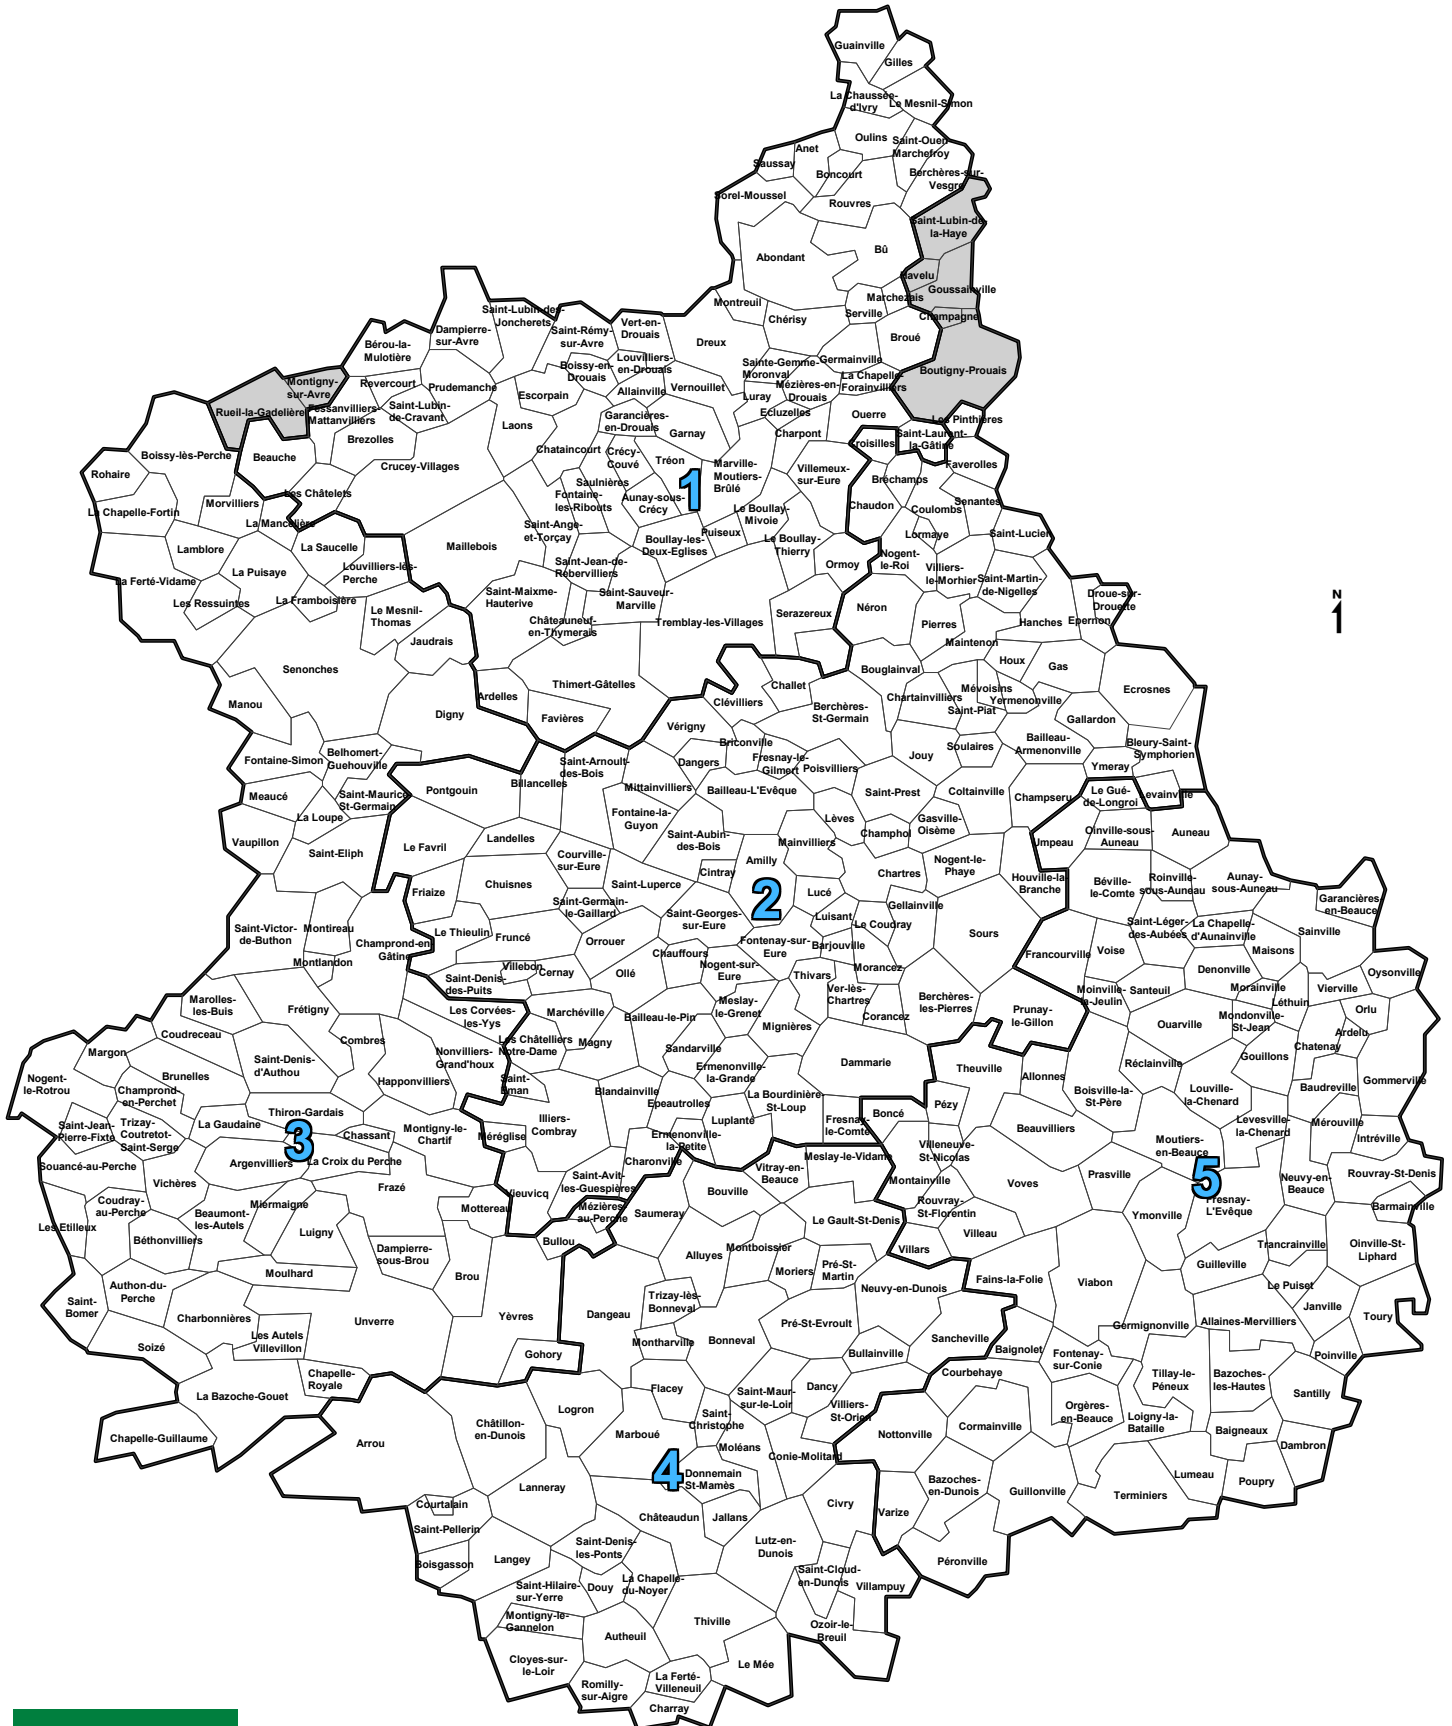 Guainville
Gilles
La Chaussée-
d'Ivry
Le Mesnil-Simon
Oulins
Saint-Ouen-
Marchefroy
Anet
Saussay
Boncourt
Berchères-sur-
Vesgre
Sorel-Moussel
Rouvres
Saint-Lubin-de-
la-Haye
Abondant
Bû
Havelu
Goussainville
Marchezais
Montreuil
Chérisy
Serville
Champagne
Broué
Boutigny-Prouais
Saint-Lubin-des-
Joncherets
Dampierre-
sur-Avre
Saint-Rémy-
sur-Avre
Vert-en-
Drouais
Dreux
Bérou-la-
Mulotière
Louvilliers-
en-Drouais
Boissy-en-
Drouais
Sainte-Gemme-
Moronval
Germainville
La Chapelle-
Forainvilliers
Mézières-en-
Drouais
Montigny-
sur-Avre
Revercourt
Prudemanche
Escorpain
Allainville
Vernouillet
Luray
Ecluzelles
Ouerre
Les Pinthières
Rueil-la-Gadelière
Fessanvilliers-
Mattanvilliers
Saint-Lubin-
de-Cravant
Laons
Garancières-
en-Drouais
Garnay
Charpont
Croisilles
Saint-Laurent-
la-Gâtine
Brezolles
Boissy-lès-Perche
Beauche
Crucey-Villages
Chataincourt
Crécy-
Couvé
Tréon
Marville-
Moutiers-
Brûlé
Villemeux-
sur-Eure
Faverolles
Bréchamps
Rohaire
Saulnières
1
Senantes
Morvilliers
Les Châtelets
Fontaine-
les-Ribouts
Aunay-sous-
Crécy
Le Boullay-
Mivoie
Chaudon
Coulombs
La Chapelle-Fortin
La Mancelière
Saint-Ange-
et-Torçay
Puiseux
Lormaye
Saint-Lucien
Lamblore
La Saucelle
Maillebois
Boullay-les-
Deux-Eglises
Le Boullay-
Thierry
Ormoy
Nogent-
le-Roi
Villiers-
le-Morhier
Saint-Martin-
de-Nigelles
La Ferté-Vidame
La Puisaye
Louvilliers-lès-
Perche
Saint-Jean-de-
Rebervilliers
Les Ressuintes
La Framboisière
Le Mesnil-
Thomas
Saint-Maixme-
Hauterive
Saint-Sauveur-
Marville
Droue-sur-
Drouette
N
Serazereux
Néron
Pierres
Hanches
Epernon
Jaudrais
Châteauneuf-
en-Thymerais
Tremblay-les-Villages
Maintenon
Senonches
Bouglainval
Houx
Gas
Ecrosnes
Manou
Digny
Ardelles
Thimert-Gâtelles
Challet
Clévilliers
Chartainvilliers
Mévoisins
Yermenonville
Saint-Piat
Favières
Vérigny
Berchères-
St-Germain
Gallardon
Briconville
Bailleau-
Armenonville
Bleury-Saint-
Symphorien
Soulaires
Jouy
Fontaine-Simon
Belhomert-
Guehouville
Billancelles
Saint-Arnoult-
des-Bois
Dangers
Fresnay-le-
Gilmert
Poisvilliers
Ymeray
Meaucé
Saint-Maurice-
St-Germain
Pontgouin
Mittainvilliers
Bailleau-L'Evêque
Saint-Prest
Coltainville
Champseru
Le Gué-
de-Longroi
Levainville
La Loupe
Fontaine-la-
Guyon
Lèves
Champhol
Gasville-
Oisème
Oinville-sous-
Auneau
Auneau
Vaupillon
Saint-Eliph
Le Favril
Landelles
Saint-Aubin-
des-Bois
Mainvilliers
Umpeau
Courville-
sur-Eure
Cintray
Amilly
Chartres
Nogent-le-
Phaye
Houville-la-
Branche
Béville-
le-Comte
Roinville-
sous-Auneau
Aunay-
sous-Auneau
Friaize
Chuisnes
Saint-Luperce
2
Lucé
Gellainville
Garancières
en-Beauce
Saint-Germain-
le-Gaillard
Saint-Georges-
sur-Eure
Luisant
Le Coudray
Sours
Saint-Léger-
des-Aubées
La Chapelle-
d'Aunainville
Sainville
Saint-Victor-
de-Buthon
Montireau
Champrond-en-
Gâtine
Le Thieulin
Fruncé
Orrouer
Fontenay-sur-
Eure
Barjouville
Francourville
Voise
Maisons
Montlandon
Villebon
Cernay
Ollé
Chauffours
Nogent-sur-
Eure
Thivars
Morancez
Denonville
Oysonville
Saint-Denis-
des-Puits
Ver-lès-
Chartres
Berchères-
les-Pierres
Moinville-
la-Jeulin
Santeuil
Morainville
Léthuin
Vierville
Marolles-
les-Buis
Frétigny
Les Corvées-
les-Yys
Marchéville
Bailleau-le-Pin
Meslay-
le-Grenet
Mignières
Corancez
Prunay-
le-Gillon
Ouarville
Mondonville-
St-Jean
Orlu
Ardelu
Coudreceau
Combres
Les Châtelliers
Notre-Dame
Magny
Sandarville
Dammarie
Chatenay
Gouillons
Margon
Saint-Denis-
d'Authou
Nonvilliers-
Grand'houx
Ermenonville-
la-Grande
Theuville
Allonnes
Réclainville
Nogent-
le-Rotrou
Brunelles
Champrond-
en-Perchet
Happonvilliers
Saint-
Eman
Blandainville
Epeautrolles
La Bourdinière-
St-Loup
Boisville-la-
St-Père
Louville-
la-Chenard
Baudreville
Gommerville
Pézy
Thiron-Gardais
Saint-Jean-
Pierre-Fixte
Trizay-
Coutretot-
Saint-Serge
La Gaudaine
3
Chassant
Montigny-le-
Chartif
Méréglise
Illiers-
Combray
Luplanté
Fresnay-
le-Comte
Boncé
Beauvilliers
Levesville-
la-Chenard
Mérouville
Intréville
Ermenonville-
la-Petite
Villeneuve-
St-Nicolas
Moutiers-
en-Beauce
Souancé-au-Perche
Argenvilliers
La Croix du Perche
Charonville
Meslay-le-Vidame
5
Vichères
Frazé
Saint-Avit-
les-Guespières
Vitray-en-
Beauce
Montainville
Voves
Prasville
Neuvy-en-
Beauce
Rouvray-St-Denis
Coudray-
au-Perche
Miermaigne
Mottereau
Vieuvicq
Mézières-
au-Perche
Bouville
Rouvray-
St-Florentin
Fresnay-
L'Evêque
Barmainville
Les Etilleux
Beaumont-
les-Autels
Luigny
Saumeray
Le Gault-St-Denis
Villeau
Ymonville
Béthonvilliers
Dampierre-
sous-Brou
Bullou
Alluyes
Montboissier
Villars
Trancrainville
Oinville-St-
Liphard
Moulhard
Brou
Moriers
Pré-St-
Martin
Neuvy-en-Dunois
Fains-la-Folie
Viabon
Guilleville
Le Puiset
Authon-du-
Perche
Saint-
Bomer
Charbonnières
Unverre
Yèvres
Dangeau
Trizay-lès-
Bonneval
Pré-St-Evroult
Janville
Toury
Soizé
Les Autels
Villevillon
Montharville
Bonneval
Sancheville
Germignonville
Allaines-Mervilliers
Gohory
Bullainville
Baignolet
Fontenay-
sur-Conie
Poinville
La Bazoche-Gouet
Chapelle-
Royale
Flacey
Saint-Maur-
sur-le-Loir
Dancy
Courbehaye
Tillay-le-
Péneux
Bazoches-
les-Hautes
Santilly
Logron
Villiers-
St-Orien
Orgères-
en-Beauce
Châtillon-
en-Dunois
Saint-
Christophe
Nottonville
Cormainville
Loigny-la-
Bataille
Baigneaux
Chapelle-Guillaume
Arrou
Marboué
Moléans
Conie-Molitard
Dambron
4
Donnemain
St-Mamès
Bazoches-
en-Dunois
Lumeau
Poupry
Lanneray
Guillonville
Terminiers
Courtalain
Châteaudun
Jallans
Civry
Varize
Saint-Pellerin
Saint-Denis-
les-Ponts
Lutz-en-
Dunois
Boisgasson
Langey
Péronville
Saint-Hilaire-
sur-Yerre
Douy
La Chapelle-
du-Noyer
Saint-Cloud-
en-Dunois
Villampuy
Montigny-le-
Gannelon
Autheuil
Thiville
Ozoir-le-
Breuil
Cloyes-sur-
le-Loir
Le Mée
Romilly-
sur-Aigre
La Ferté-
Villeneuil
Charray